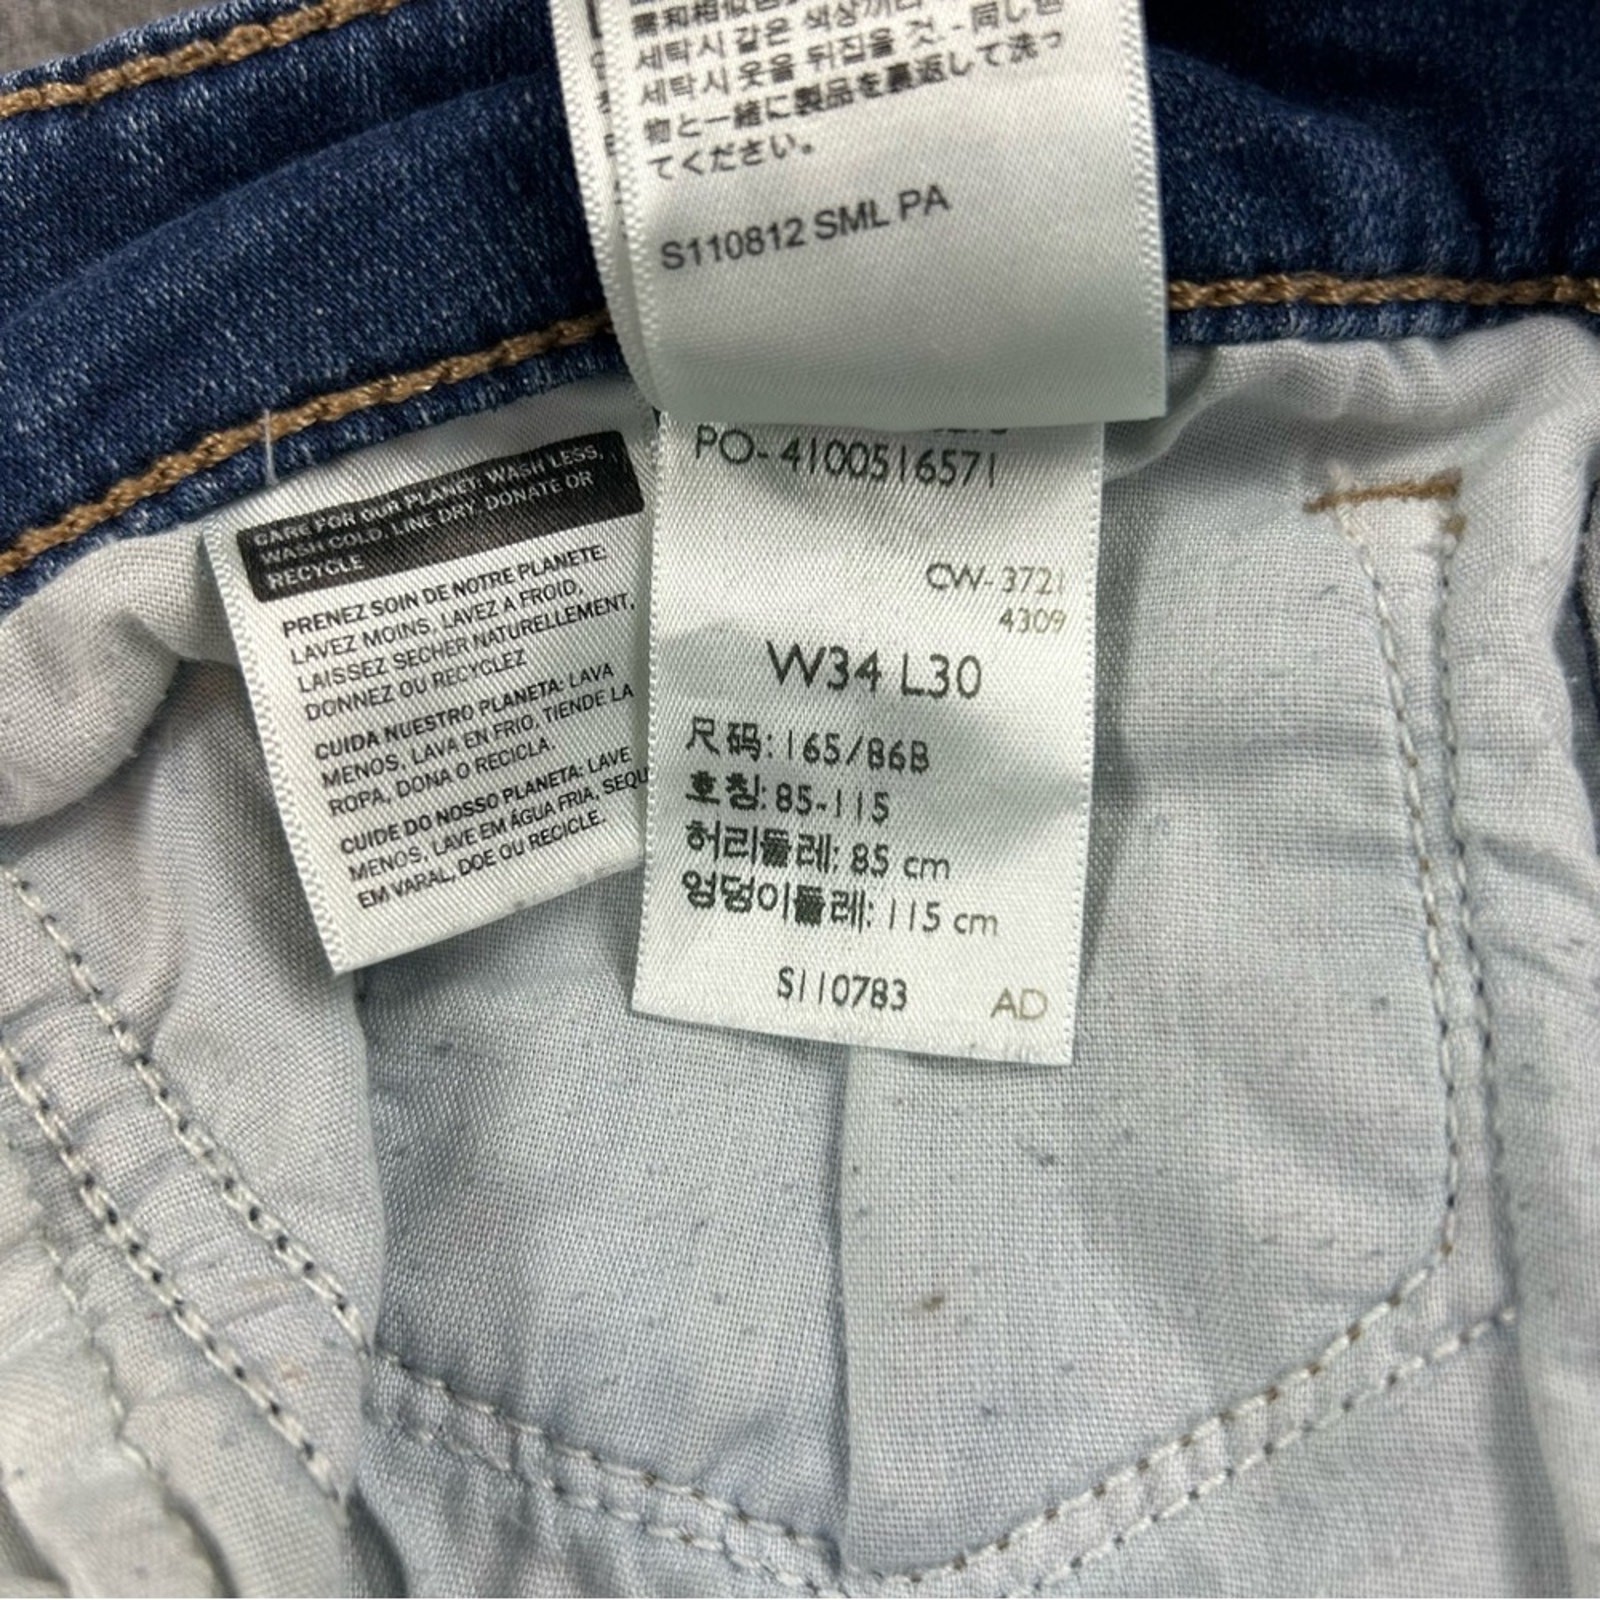 세탁시 같은 색상끼리
세탁시 옷을 뒤집을 것. - 同じ色
物と一緒に製品を裏返して洗っ
てください。
S110812 SML PA
PO-4100516571
CW-3721
4309
W34 L30
尺码: 165/86B
호칭: 85-115
허리둘레: 85 cm
엉덩이둘레: 115 cm
S110783 AD
CARE FOR OUR PLANET: WASH LESS,
WASH COLD, LINE DRY, DONATE OR
RECYCLE
PRENEZ SOIN DE NOTRE PLANETE:
LAVEZ MOINS, LAVEZ A FROID,
LAISSEZ SECHER NATURELLEMENT,
DONNEZ OU RECYCLEZ
CUIDA NUESTRO PLANETA: LAVA
MENOS, LAVA EN FRIO, TIENDE LA
ROPA, DONA O RECICLA.
CUIDE DO NOSSO PLANETA: LAVE
MENOS, LAVE EM ÁGUA FRIA, SEQU
EM VARAL, DOE OU RECICLE.